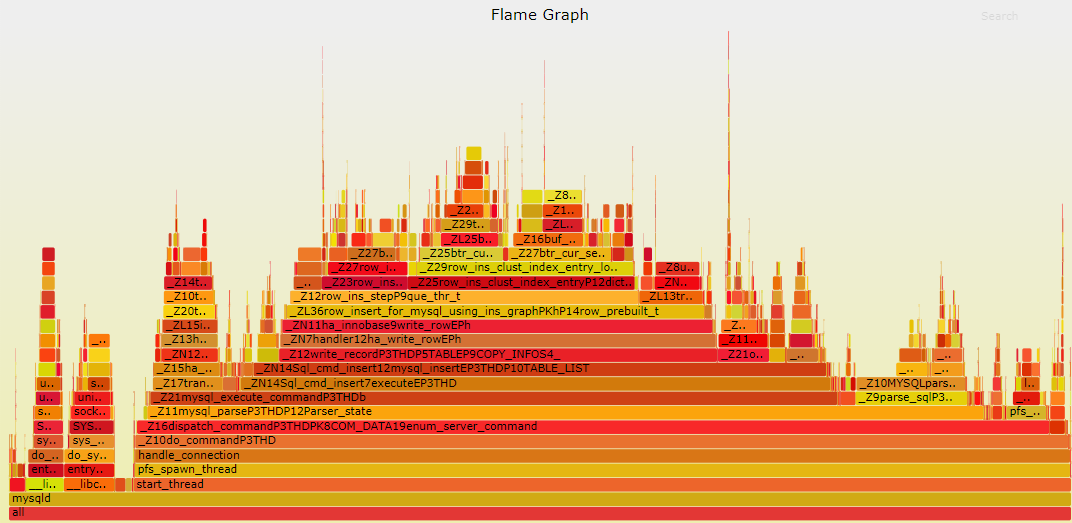 Flame Graph
Search
_Z8..
_Z2.. _Z1..
_Z29t.. _ZL..
_ZL25b.. _Z16buf_..
_Z27b.. _Z25btr_cu.. _Z27btr_cur_se..
_Z27row_i.. _Z29row_ins_clust_index_entry_lo.. _Z8u..
_Z14t.. _.. _Z23row_ins.. _Z25row_ins_clust_index_entryP12dict.. _ZN..
_Z10t.. _Z12row_ins_stepP9que_thr_t _ZL13tr..
_Z20t.. _ZL36row_insert_for_mysql_using_ins_graphPKhP14row_prebuilt_t
_ZL15i.. _ZN11ha_innobase9write_rowEPh _Z..
_.. _Z13h.. _ZN7handler12ha_write_rowEPh _Z11..
_ZN12.. _Z12write_recordP3THDP5TABLEP9COPY_INFOS4_ _Z21o.. _.. _..
_Z15ha_.. _ZN14Sql_cmd_insert12mysql_insertEP3THDP10TABLE_LIST _.. _..
u.. s.. _Z17tran.. _ZN14Sql_cmd_insert7executeEP3THD _Z10MYSQLpars.. l..
u.. uni.. _Z21mysql_execute_commandP3THDb _Z9parse_sqlP3.. _..
s.. sock.. _Z11mysql_parseP3THDP12Parser_state pfs_..
S.. SYS.. _Z16dispatch_commandP3THDPK8COM_DATA19enum_server_command
sy.. sys_.. _Z10do_commandP3THD
do_.. do_sy.. handle_connection
ent.. entry.. pfs_spawn_thread
__li.. __libc.. start_thread
mysqld
all